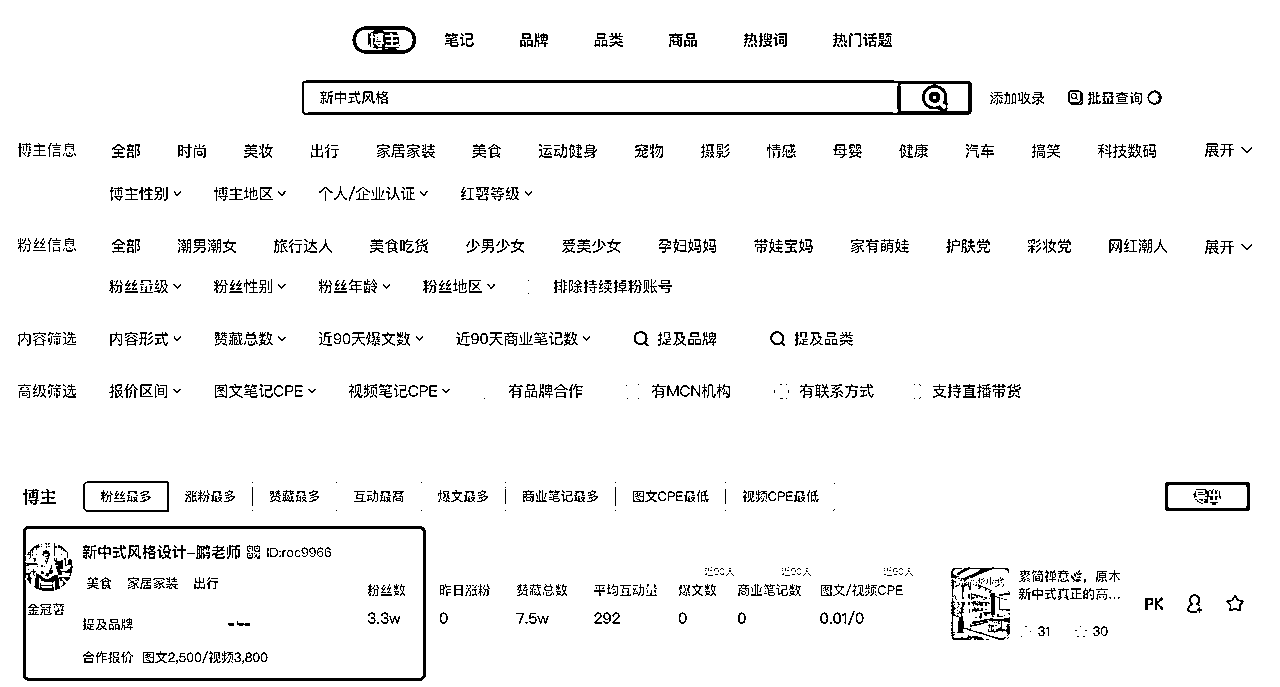 博主 笔记 品牌 品类 商品 热搜词 热门话题
新中式风格 添加收录 批量查询
博主信息 全部 时尚 美妆 出行 家居家装 美食 运动健身 宠物 摄影 情感 母婴 健康 汽车 搞笑 科技数码 展开
博主性别 博主地区 个人/企业认证 红薯等级
粉丝信息 全部 潮男潮女 旅行达人 美食吃货 少男少女 爱美少女 孕妇妈妈 带娃宝妈 家有萌娃 护肤党 彩妆党 网红潮人 展开
粉丝量级 粉丝性别 粉丝年龄 粉丝地区 排除持续掉粉账号
内容筛选 内容形式 赞藏总数 近90天爆文数 近90天商业笔记数 提及品牌 提及品类
高级筛选 报价区间 图文笔记CPE 视频笔记CPE 有品牌合作 有MCN机构 有联系方式 支持直播带货
博主 粉丝最多 涨粉最多 赞藏最多 互动最高 爆文最多 商业笔记最多 图文CPE最低 视频CPE最低 导出
新中式风格设计-鹏老师 ID:roc9966
美食 家居家装 出行
金冠薯
提及品牌 ---
合作报价 图文2,500/视频3,800
近90天 近90天 近90天
粉丝数 昨日涨粉 赞藏总数 平均互动量 爆文数 商业笔记数 图文/视频CPE
3.3w 0 7.5w 292 0 0 0.01/0
素简禅意，原木
新中式真正的高...
31 30
PK